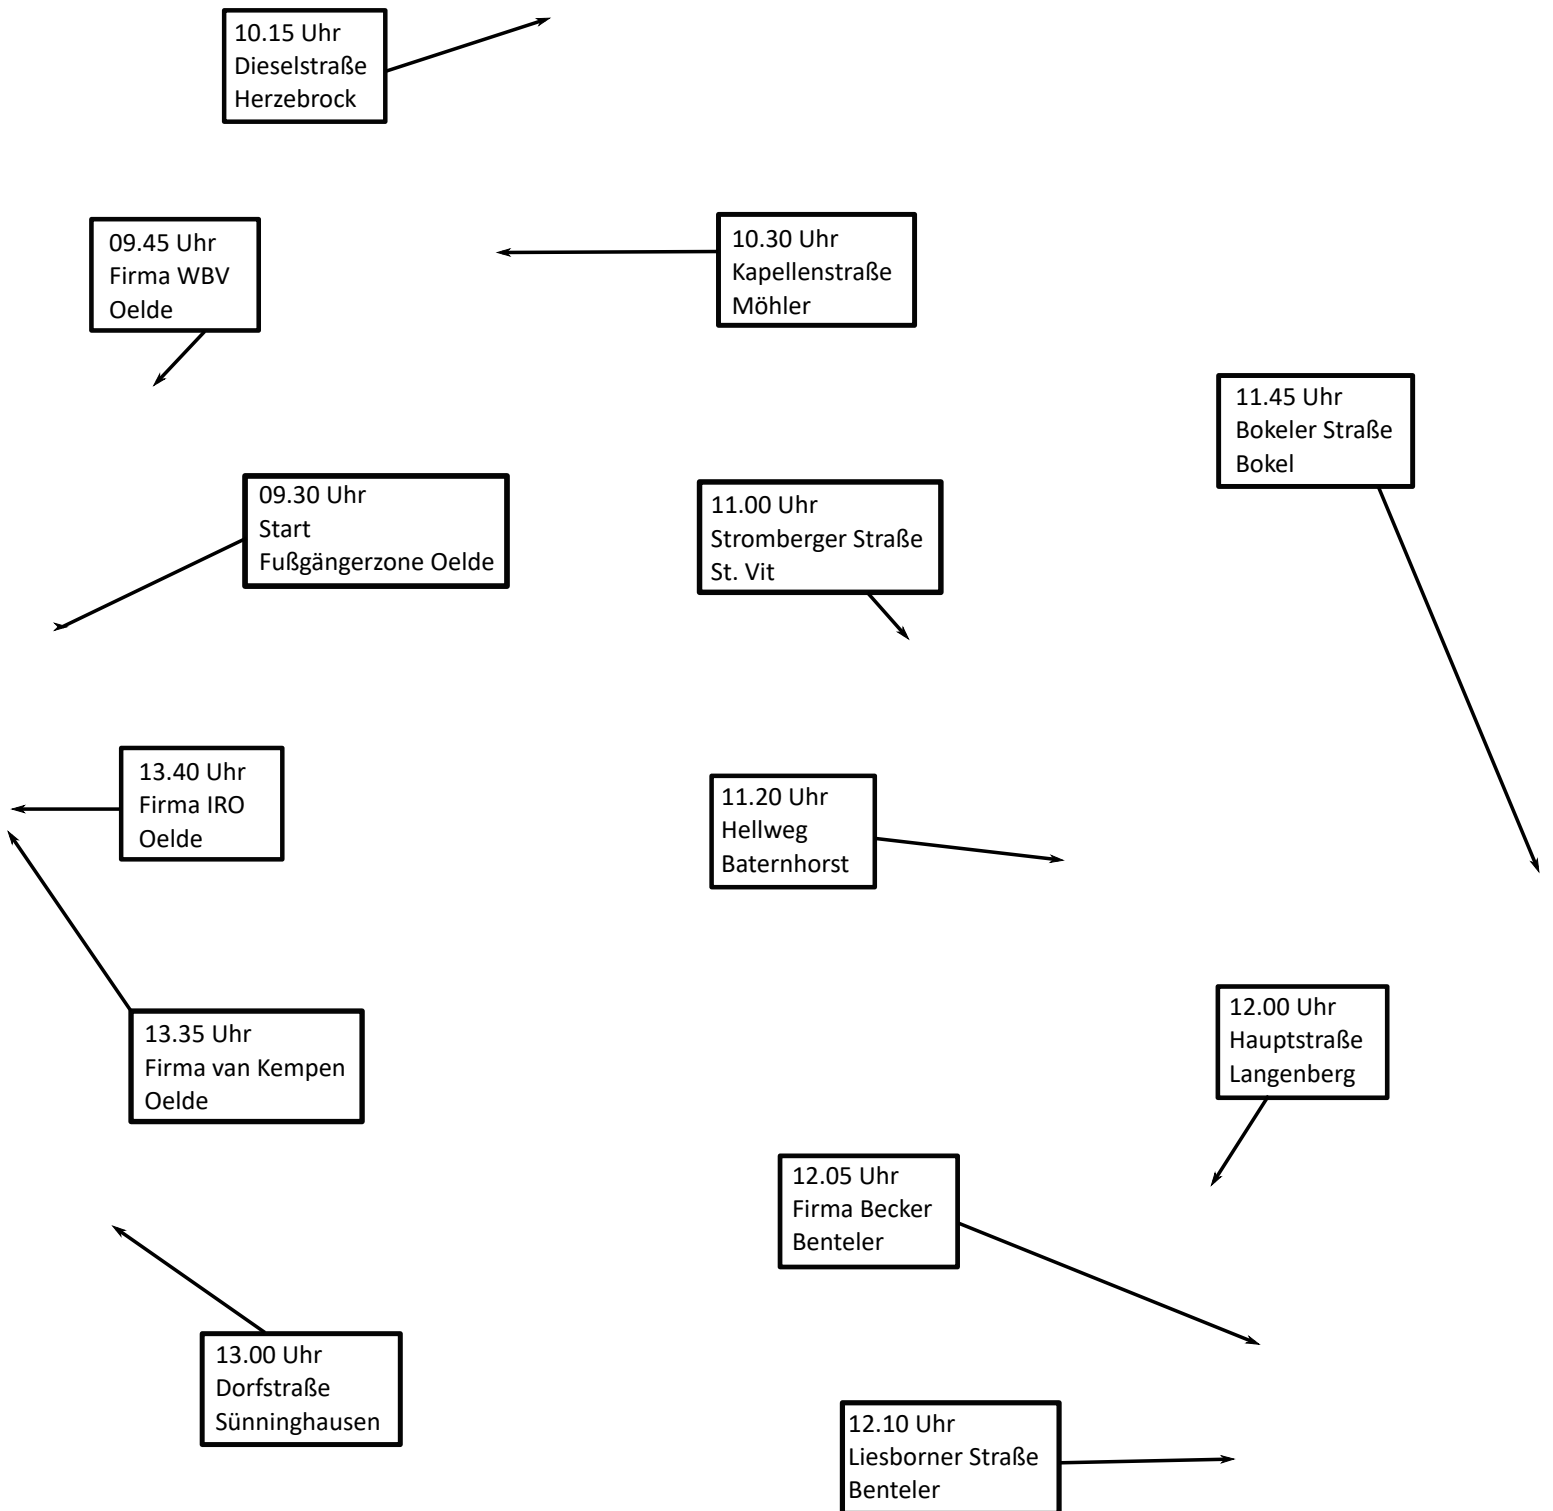 10.15 Uhr
Dieselstraße
Herzebrock
09.45 Uhr
Firma WBV
Oelde
10.30 Uhr
Kapellenstraße
Möhler
11.45 Uhr
Bokeler Straße
Bokel
09.30 Uhr
Start
Fußgängerzone Oelde
11.00 Uhr
Stromberger Straße
St. Vit
13.40 Uhr
Firma IRO
Oelde
11.20 Uhr
Hellweg
Baternhorst
13.35 Uhr
Firma van Kempen
Oelde
12.00 Uhr
Hauptstraße
Langenberg
12.05 Uhr
Firma Becker
Benteler
13.00 Uhr
Dorfstraße
Sünninghausen
12.10 Uhr
Liesborner Straße
Benteler